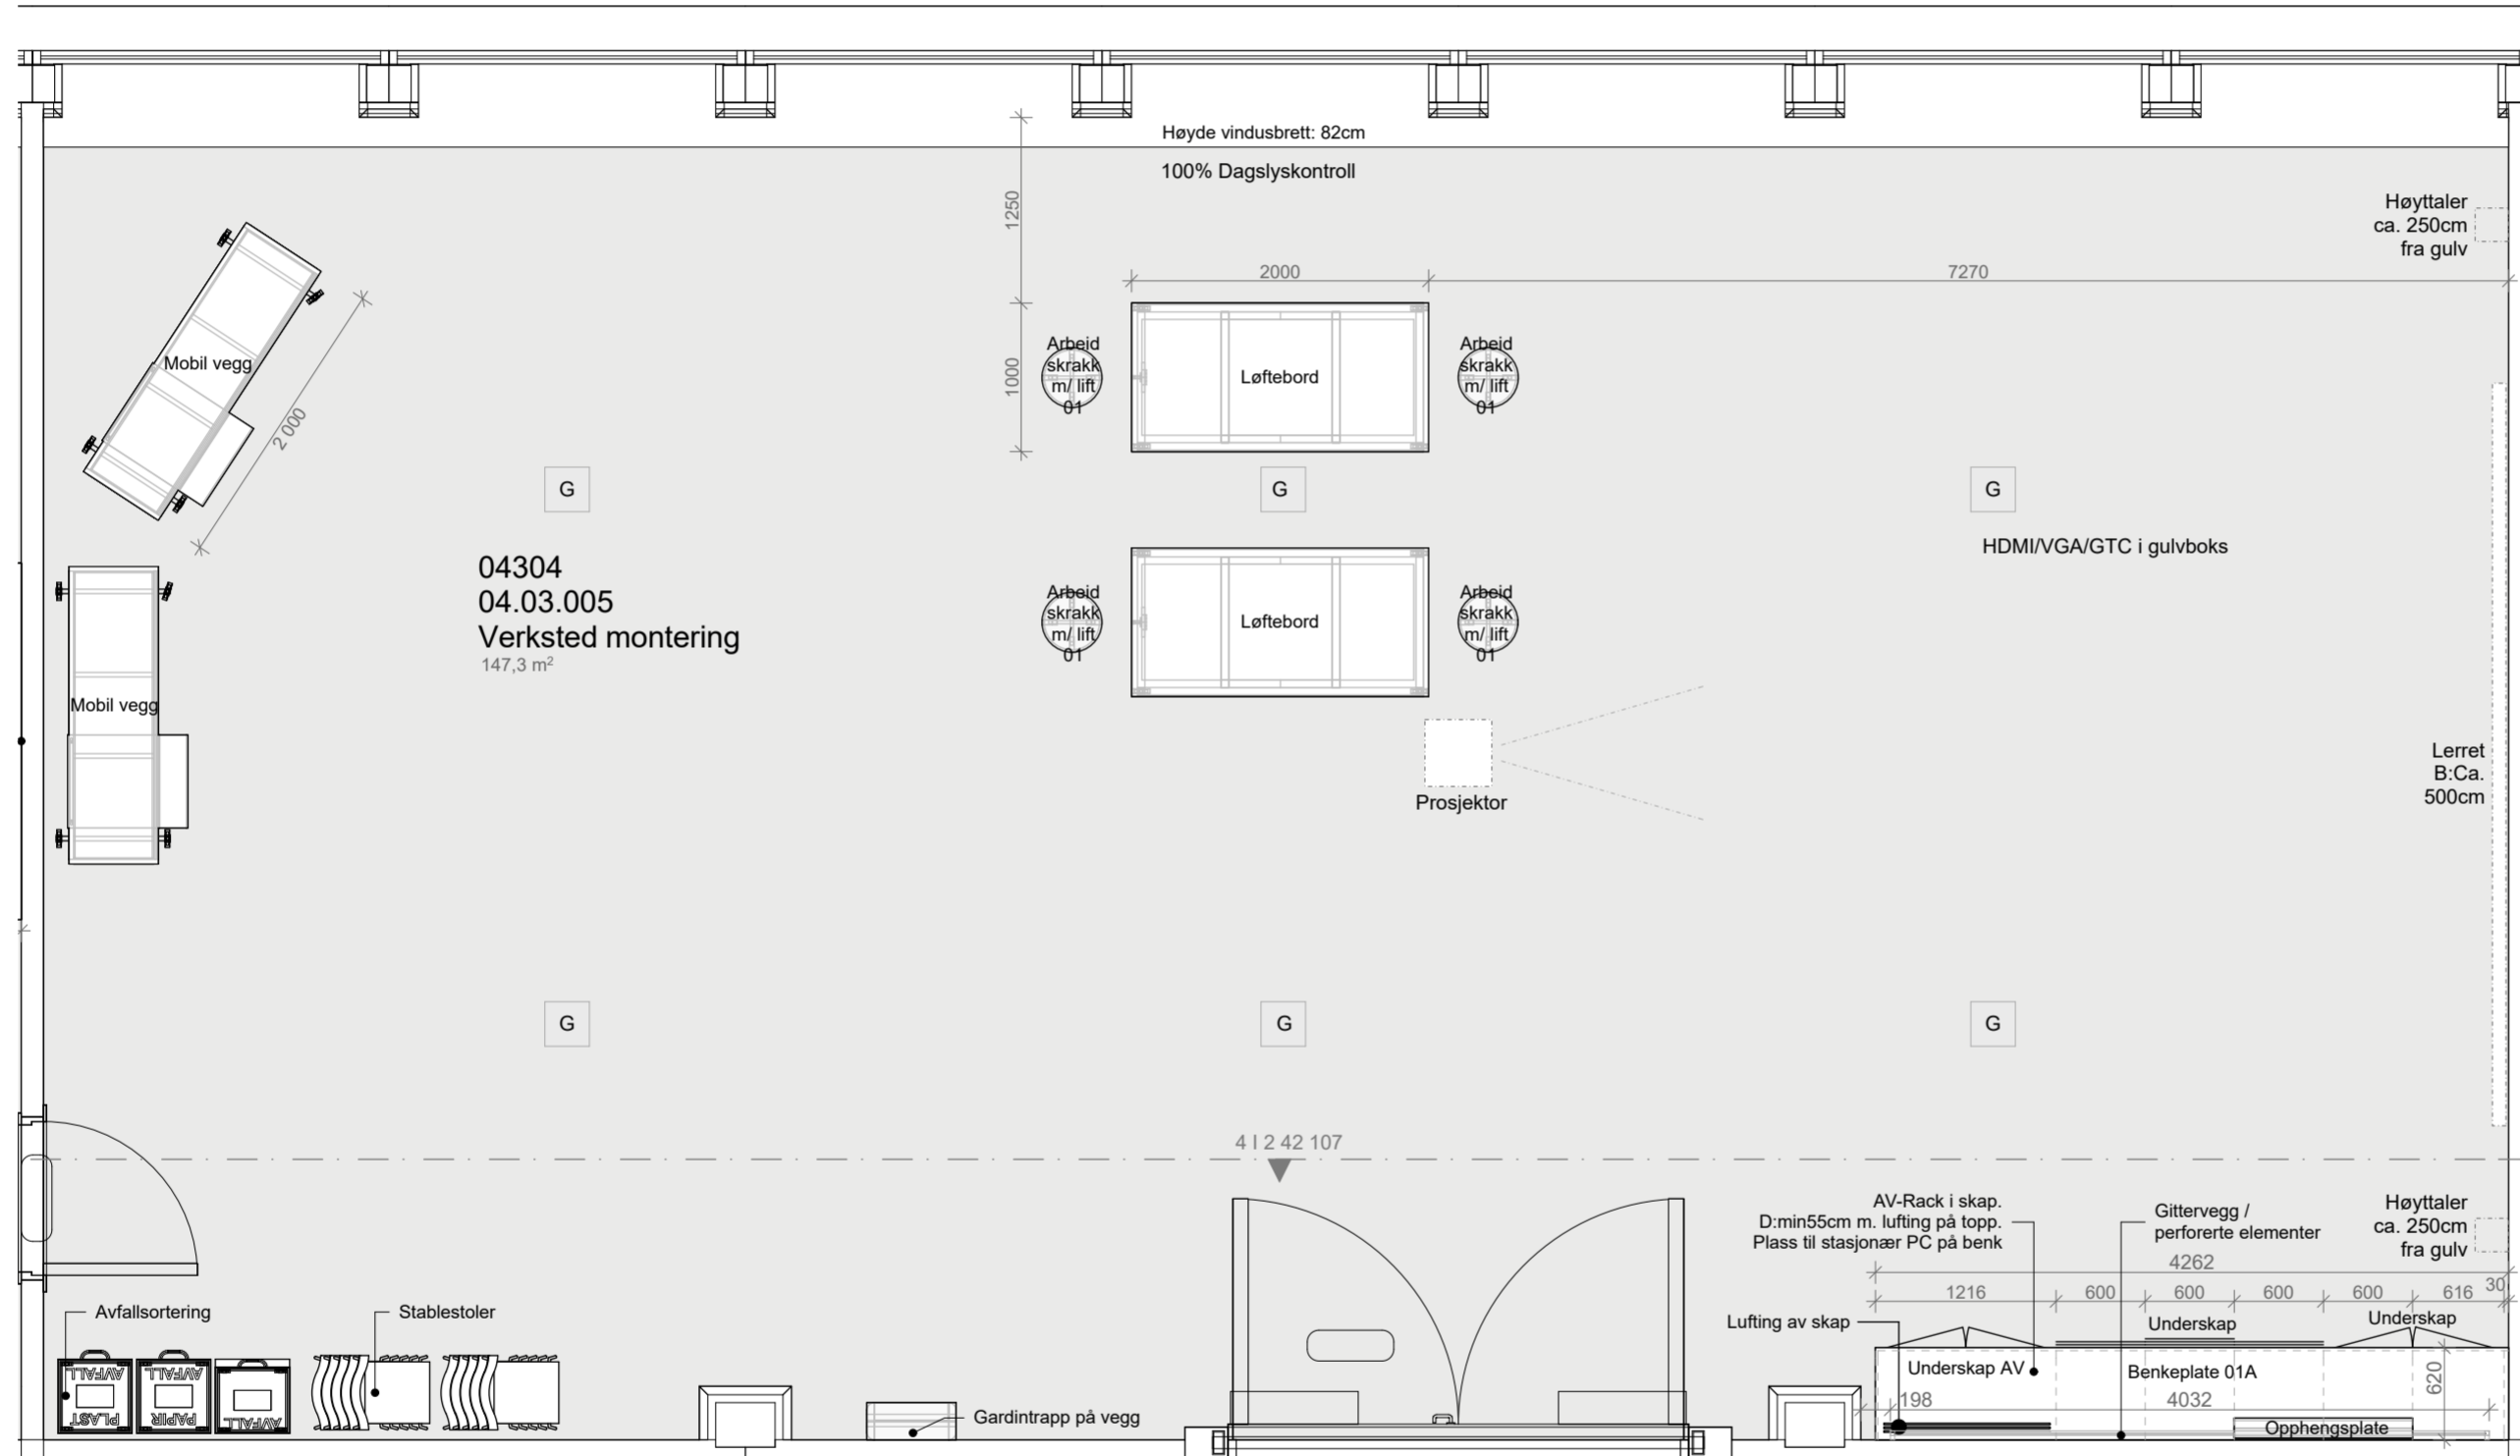 Høyde vindusbrett: 82cm
100% Dagslyskontroll
1250
Høyttaler
ca. 250cm
fra gulv
2000
7270
Mobil vegg
2 000
1000
Arbeid
skrakk
m/ lift
01
Løftebord
Arbeid
skrakk
m/ lift
01
G
G
G
HDMI/VGA/GTC i gulvboks
04304
04.03.005
Verksted montering
147,3 m²
Arbeid
skrakk
m/ lift
01
Løftebord
Arbeid
skrakk
m/ lift
01
Mobil vegg
Prosjektor
Lerret
B:Ca.
500cm
G
G
G
4 I 2 42 107
AV-Rack i skap.
D:min55cm m. lufting på topp.
Plass til stasjonær PC på benk
Gittervegg /
perforerte elementer
Høyttaler
ca. 250cm
fra gulv
4262
1216
600
600
600
600
616
30
Avfallsortering
Stablestoler
Lufting av skap
Underskap
Underskap
Underskap AV
Benkeplate 01A
620
198
4032
Opphengsplate
Gardintrapp på vegg
AVFALL
PLAST
AVFALL
PAPIR
AVFALL